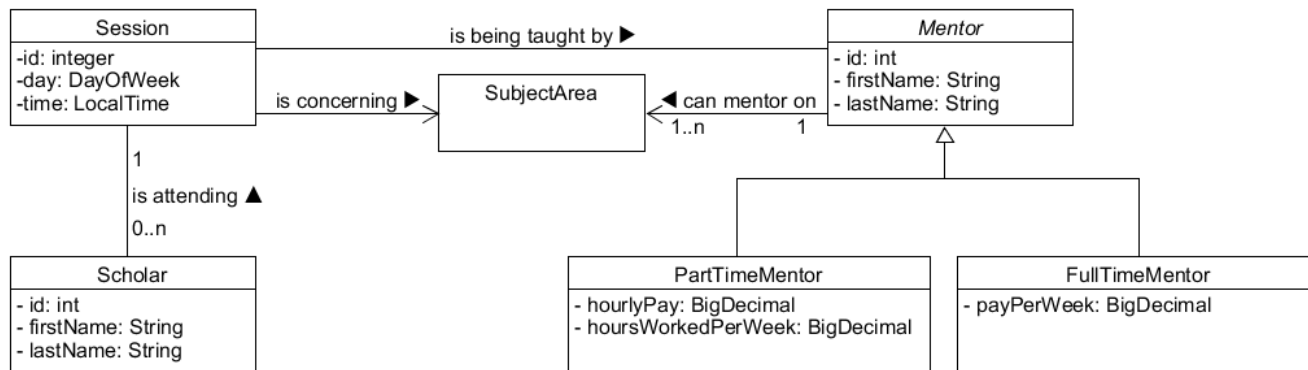 Session
-id: integer
-day: DayOfWeek
-time: LocalTime
is being taught by ▶
Mentor
- id: int
- firstName: String
- lastName: String
is concerning ▶
SubjectArea
◀ can mentor on
1..n
1
1
is attending ▲
0..n
Scholar
- id: int
- firstName: String
- lastName: String
PartTimeMentor
- hourlyPay: BigDecimal
- hoursWorkedPerWeek: BigDecimal
FullTimeMentor
- payPerWeek: BigDecimal